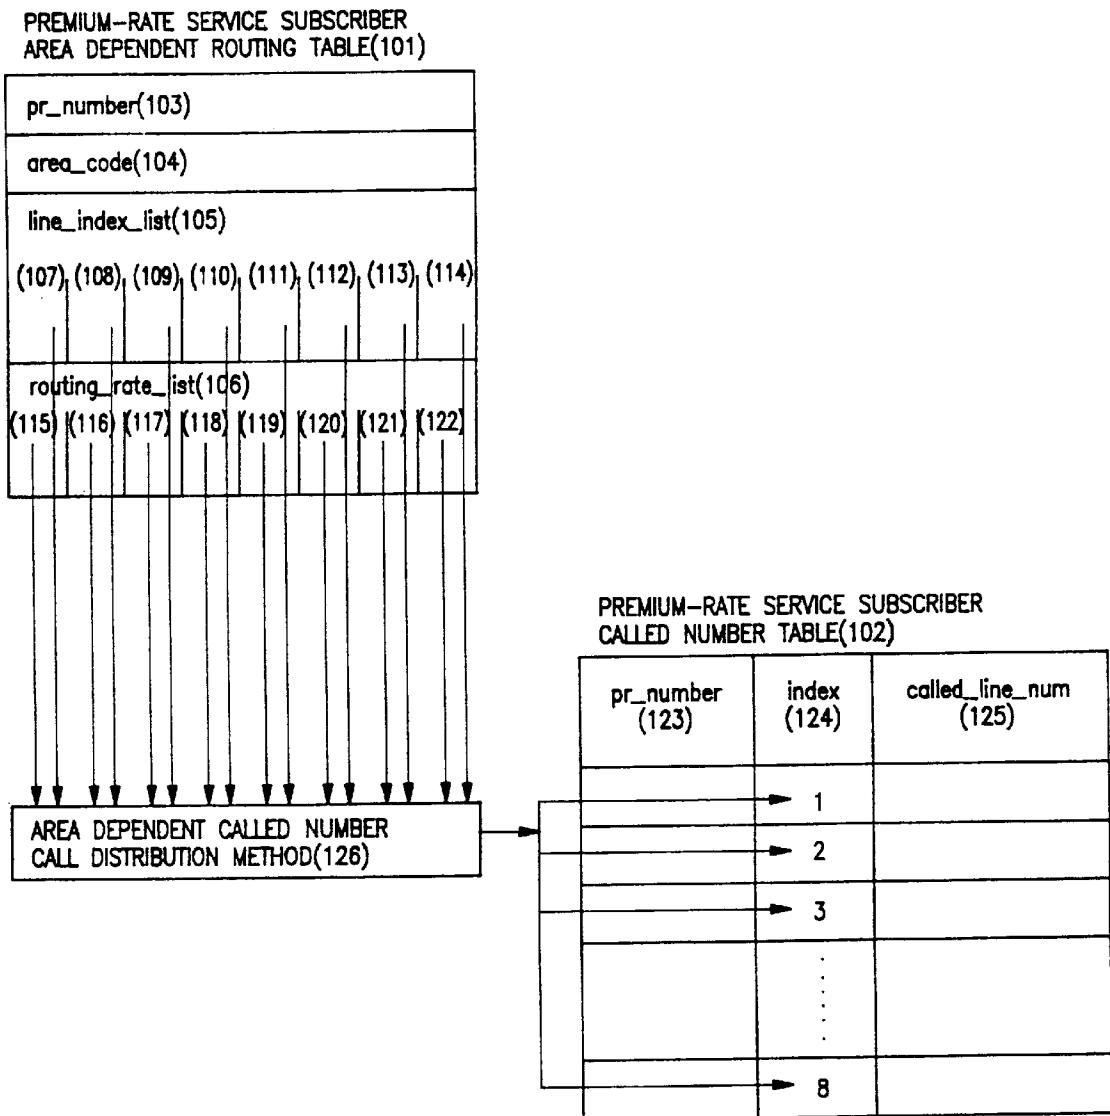 PREMIUM-RATE SERVICE SUBSCRIBER
AREA DEPENDENT ROUTING TABLE(101)
pr_number(103)
area_code(104)
line_index_list(105)
(107) (108) (109) (110) (111) (112) (113) (114)
routing_rate_ist(106)
(115) (116) (117) (118) (119) (120) (121) (122)
AREA DEPENDENT CALLED NUMBER
CALL DISTRIBUTION METHOD(126)
PREMIUM-RATE SERVICE SUBSCRIBER
CALLED NUMBER TABLE(102)
pr_number index called_line_num
(123) (124) (125)
1
2
3
8